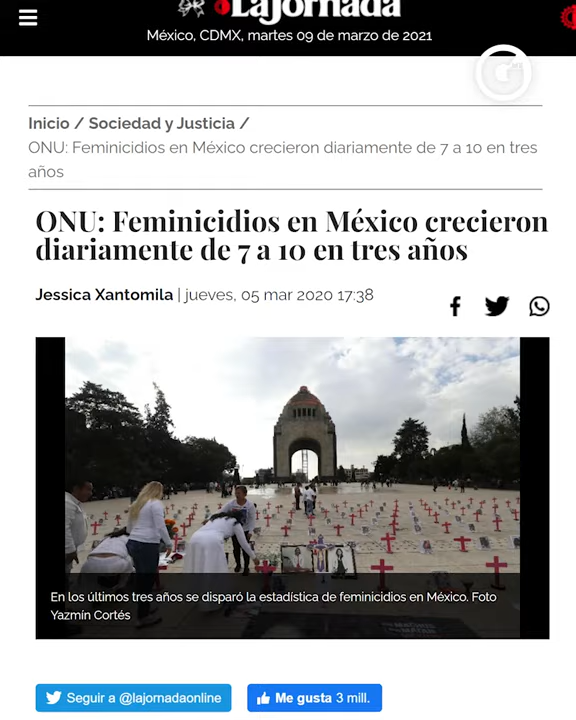 La Jornada
México, CDMX, martes 09 de marzo de 2021
Inicio / Sociedad y Justicia /
ONU: Feminicidios en México crecieron diariamente de 7 a 10 en tres
años
ONU: Feminicidios en México crecieron
diariamente de 7 a 10 en tres años
Jessica Xantomila | jueves, 05 mar 2020 17:38
En los últimos tres años se disparó la estadística de feminicidios en México. Foto
Yazmín Cortés
Seguir a @lajornadaonline
Me gusta 3 mill.